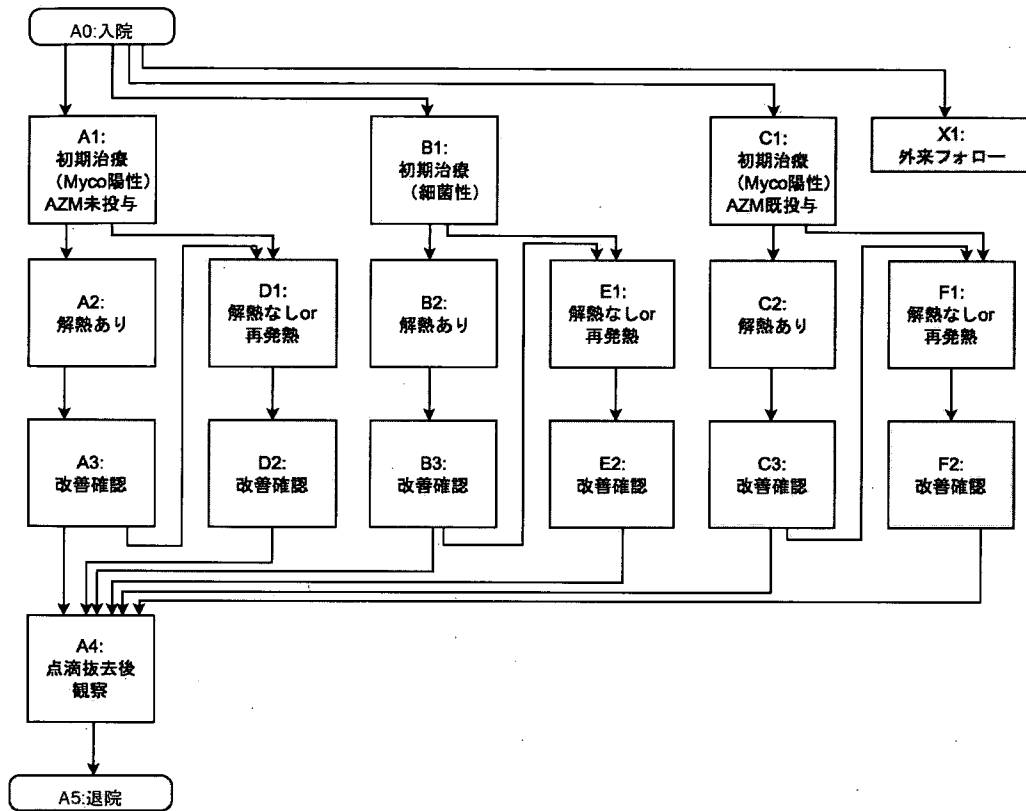 A0:入院
A1:
初期治療
（Myco陽性）
AZM未投与
B1:
初期治療
（細菌性）
C1:
初期治療
（Myco陽性）
AZM既投与
X1:
外来フォロー
A2:
解熱あり
D1:
解熱なしor
再発熱
B2:
解熱あり
E1:
解熱なしor
再発熱
C2:
解熱あり
F1:
解熱なしor
再発熱
A3:
改善確認
D2:
改善確認
B3:
改善確認
E2:
改善確認
C3:
改善確認
F2:
改善確認
A4:
点滴抜去後
観察
A5:退院